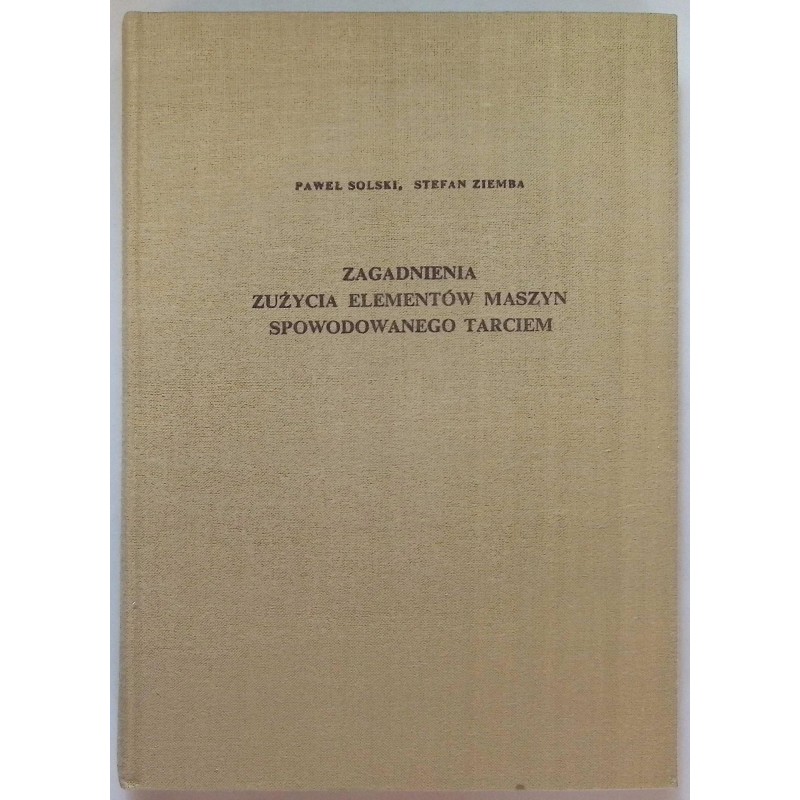 PAWEŁ SOLSKI, STEFAN ZIEMBA
ZAGADNIENIA
ZUŻYCIA ELEMENTÓW MASZYN
SPOWODOWANEGO TARCIEM